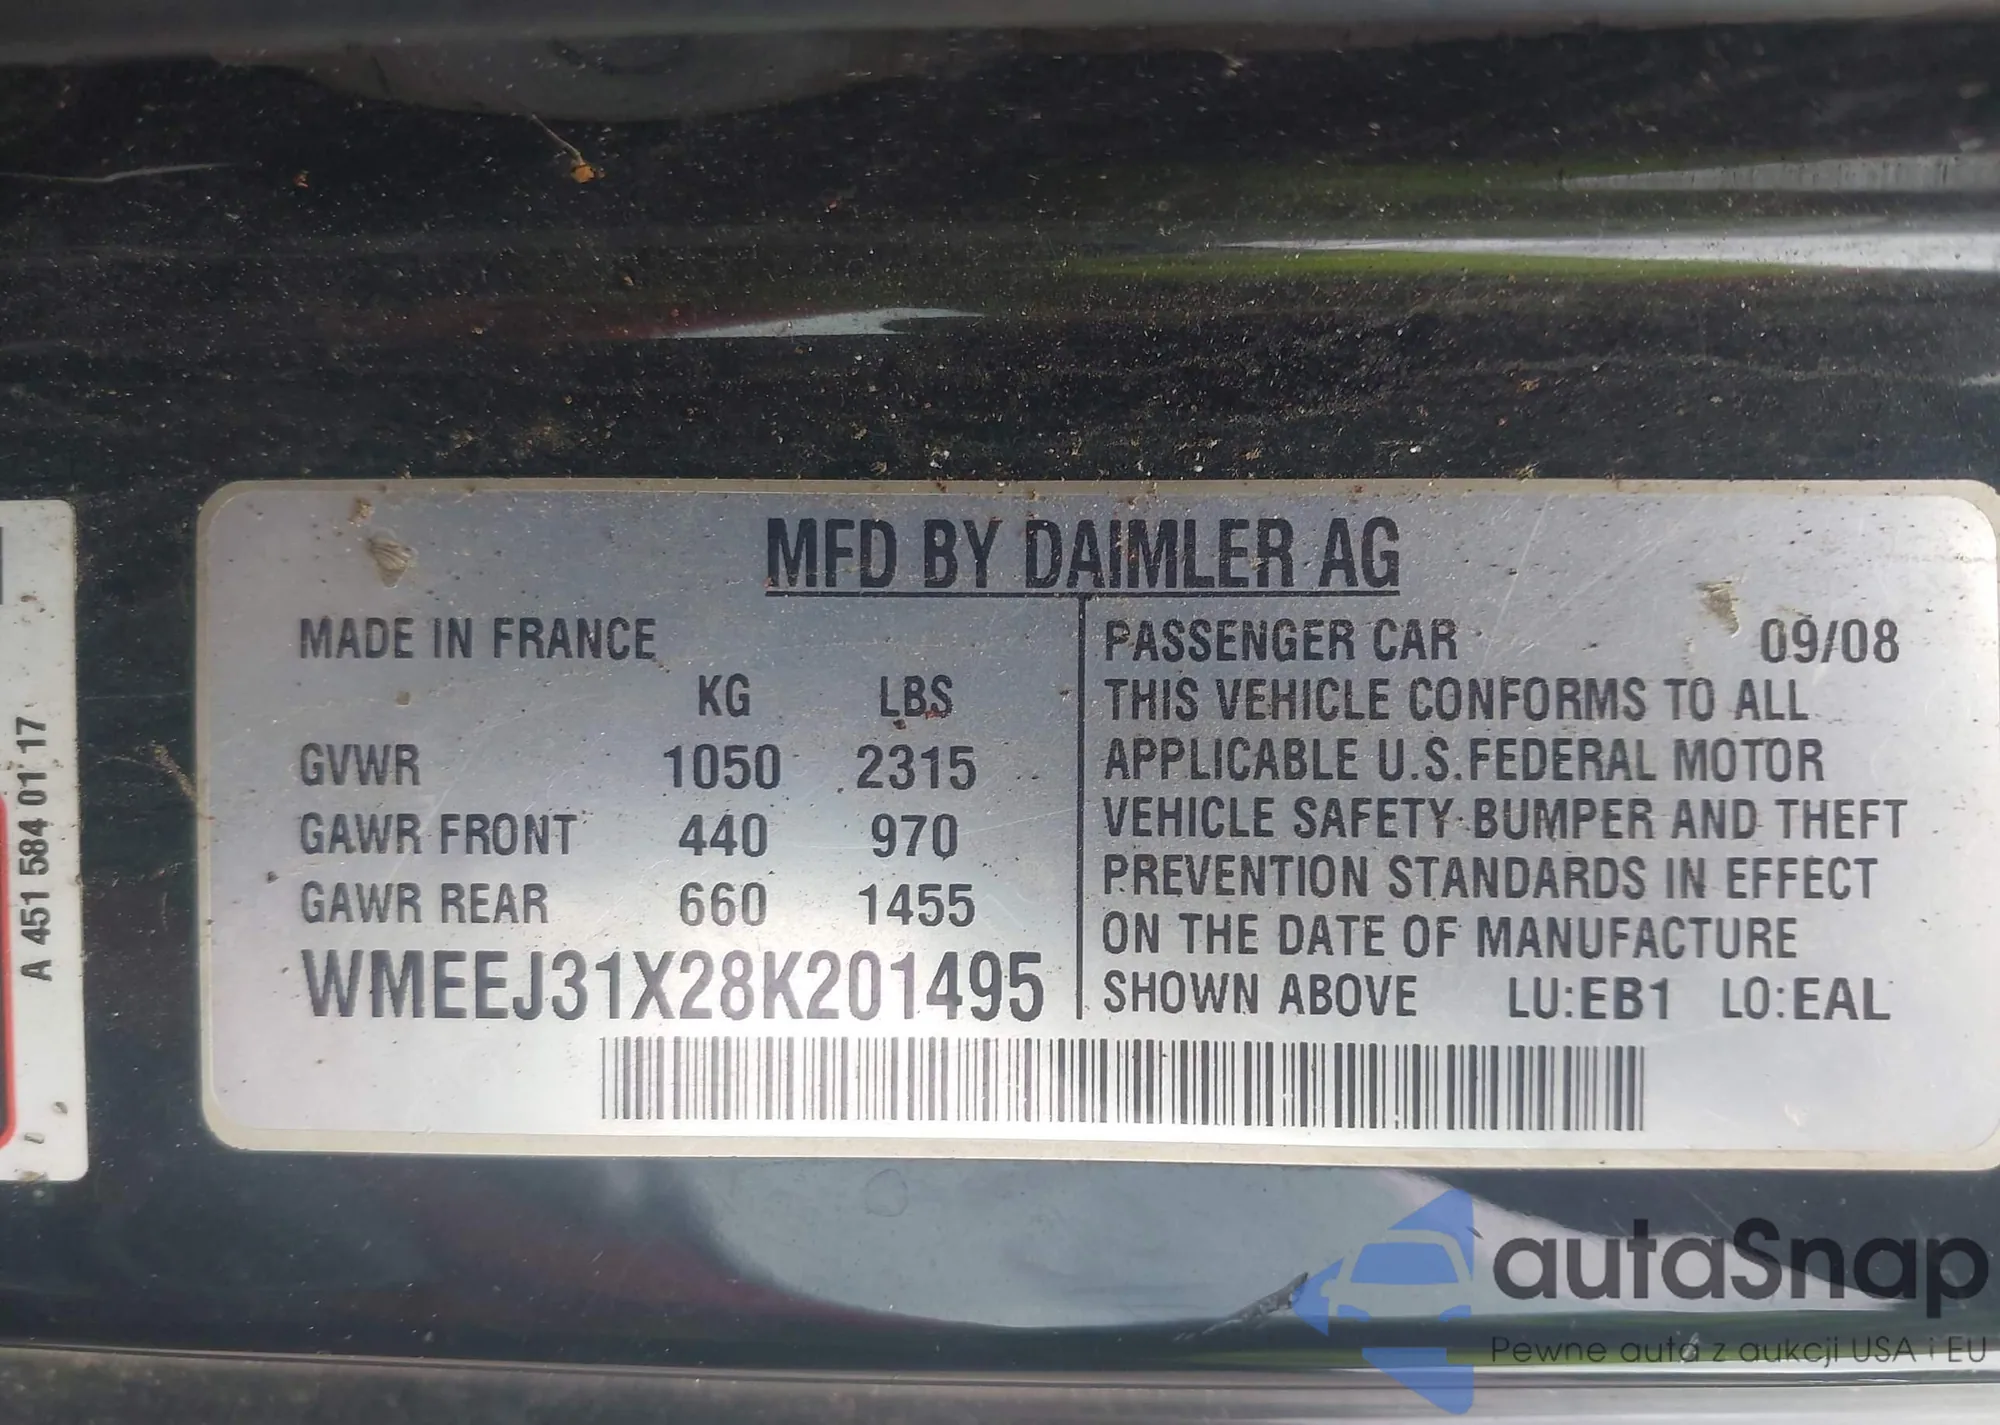 MFD BY DAIMLER AG
MADE IN FRANCE
KG LBS
GVWR 1050 2315
GAWR FRONT 440 970
GAWR REAR 660 1455
WMEEJ31X28K201495
PASSENGER CAR 09/08
THIS VEHICLE CONFORMS TO ALL
APPLICABLE U.S.FEDERAL MOTOR
VEHICLE SAFETY BUMPER AND THEFT
PREVENTION STANDARDS IN EFFECT
ON THE DATE OF MANUFACTURE
SHOWN ABOVE LU:EB1 LO:EAL
A 451 584 01 17
autaSnap
Pewne auta z aukcji USA i EU